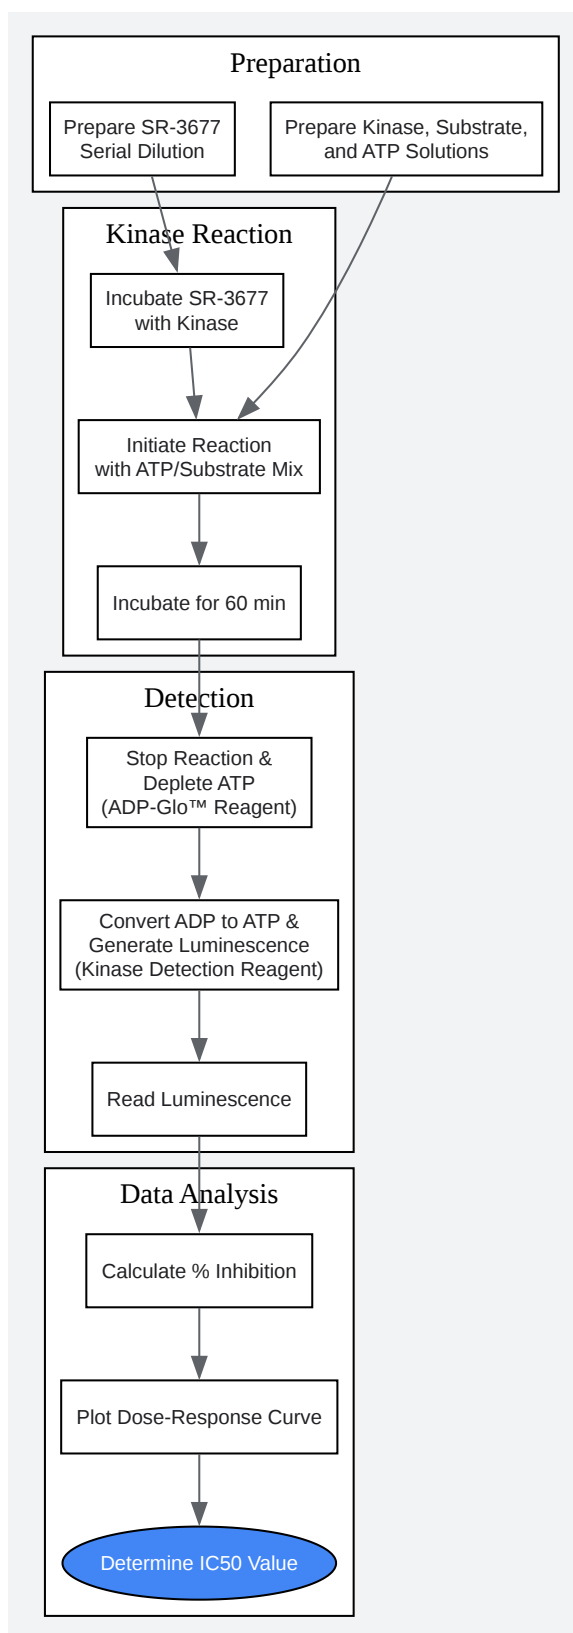 Preparation
Prepare SR-3677
Serial Dilution
Prepare Kinase, Substrate,
and ATP Solutions
Kinase Reaction
Incubate SR-3677
with Kinase
Initiate Reaction
with ATP/Substrate Mix
Incubate for 60 min
Detection
Stop Reaction &
Deplete ATP
(ADP-Glo™ Reagent)
Convert ADP to ATP &
Generate Luminescence
(Kinase Detection Reagent)
Read Luminescence
Data Analysis
Calculate % Inhibition
Plot Dose-Response Curve
Determine IC50 Value